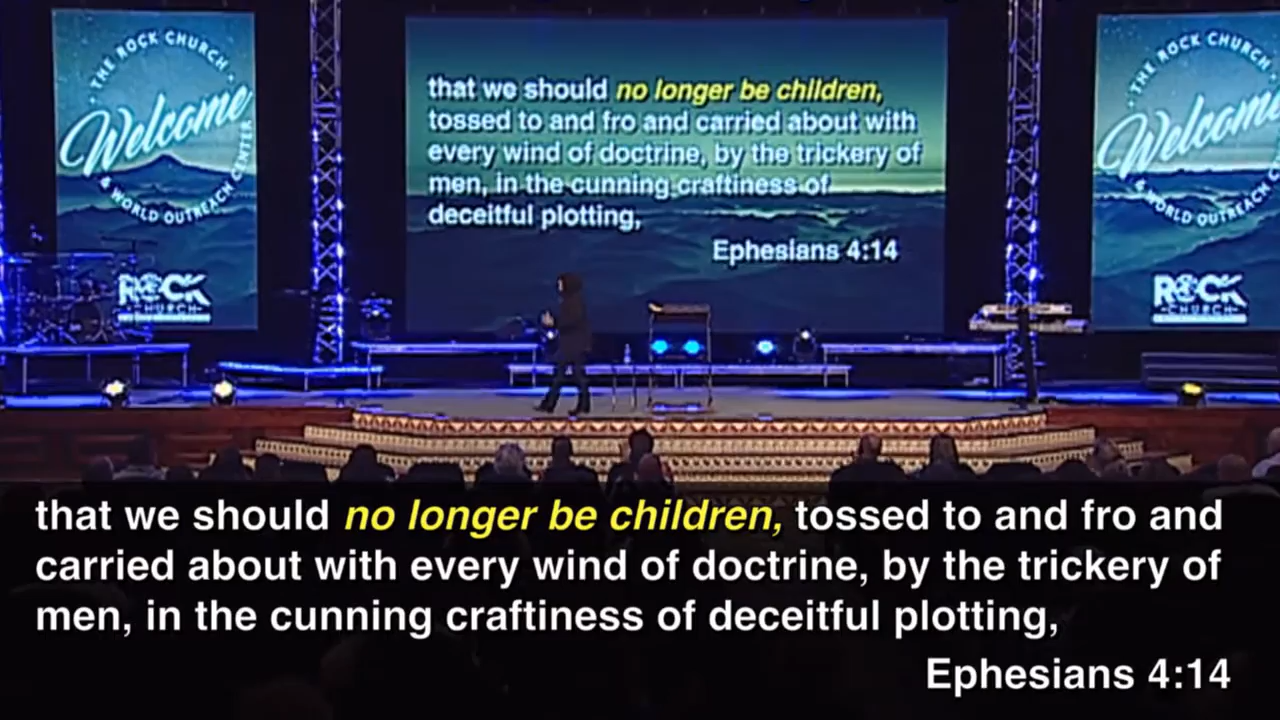 THE ROCK CHURCH
Welcome
& WORLD OUTREACH CENTER
ROCK
CHURCH
that we should no longer be children,
tossed to and fro and carried about with
every wind of doctrine, by the trickery of
men, in the cunning craftiness of
deceitful plotting,
Ephesians 4:14
THE ROCK CHURCH
Welcome
& WORLD OUTREACH C
ROCK
CHURCH
that we should no longer be children, tossed to and fro and
carried about with every wind of doctrine, by the trickery of
men, in the cunning craftiness of deceitful plotting,
Ephesians 4:14